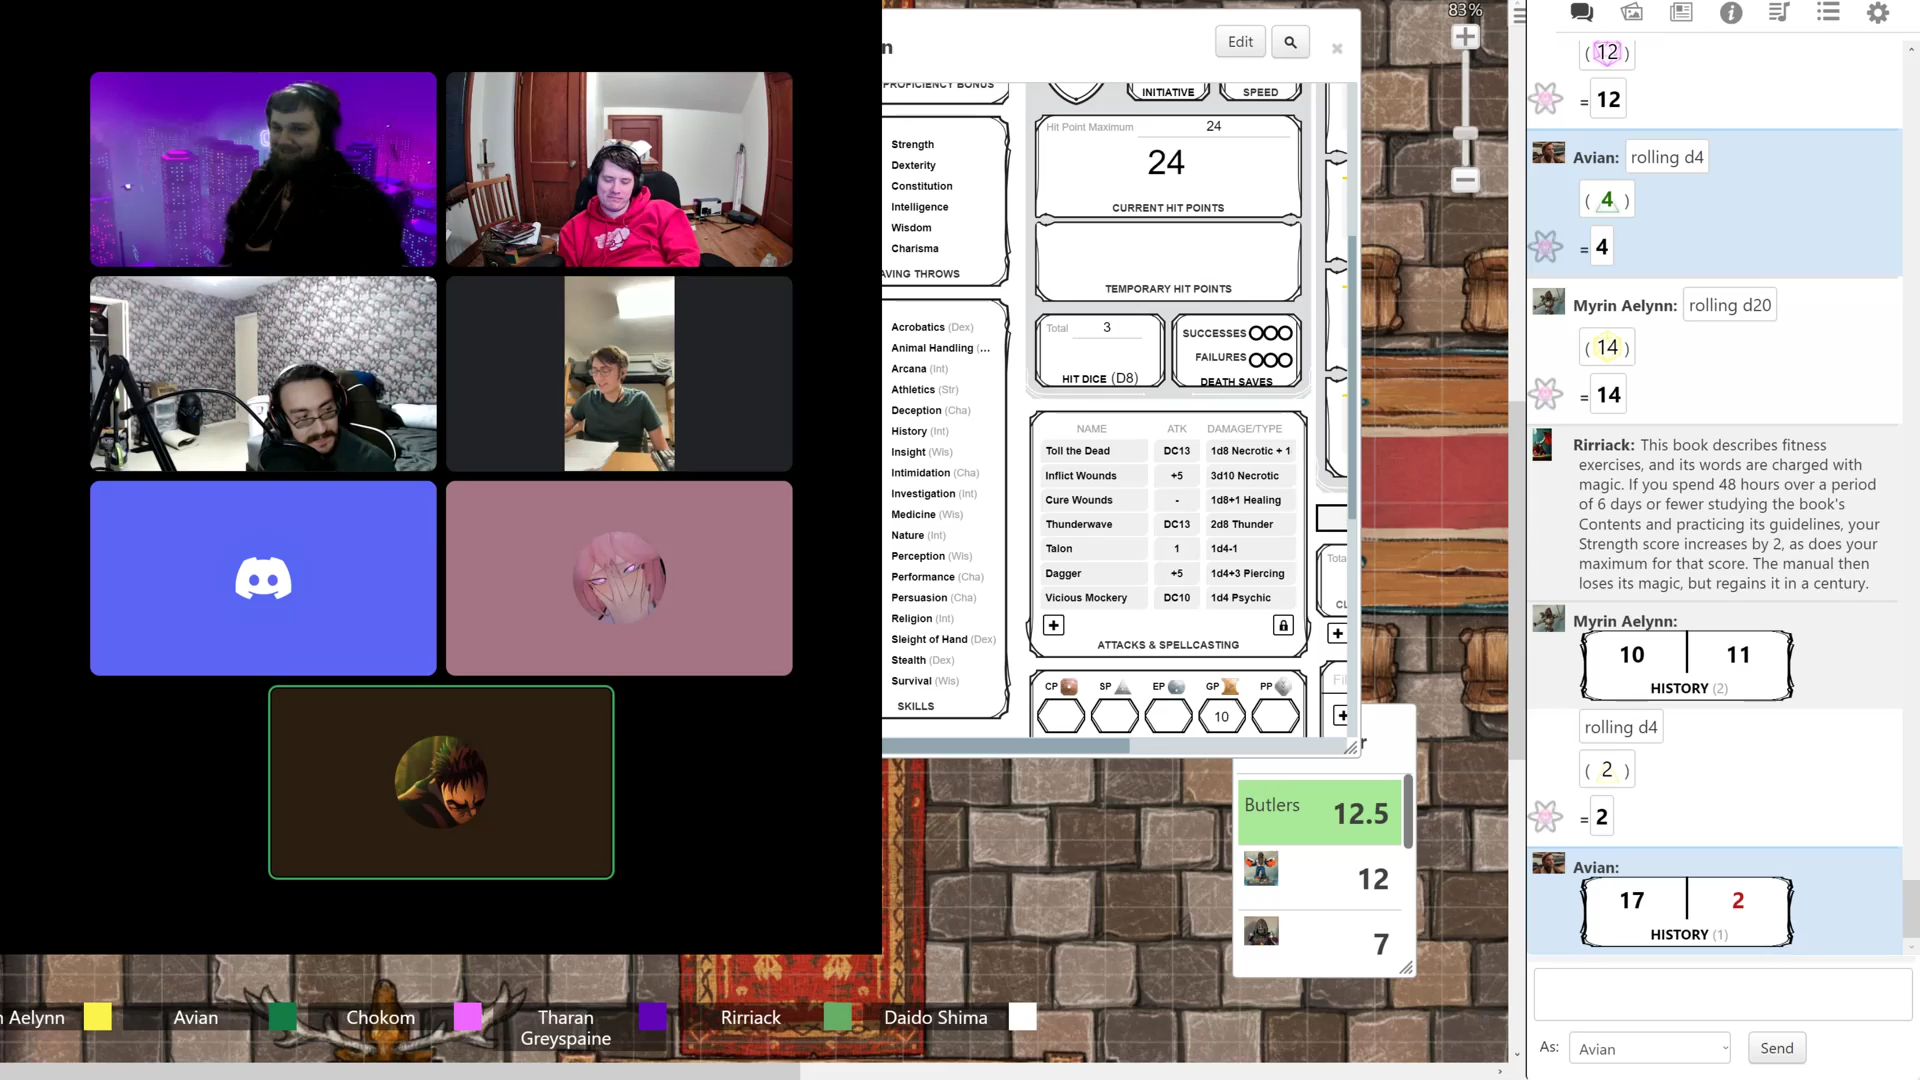 n
Edit
83%
PROFICIENCY BONUS
INITIATIVE
SPEED
Strength
Dexterity
Constitution
Intelligence
Wisdom
Charisma
AVING THROWS
Acrobatics (Dex)
Animal Handling (...
Arcana (Int)
Athletics (Str)
Deception (Cha)
History (Int)
Insight (Wis)
Intimidation (Cha)
Investigation (Int)
Medicine (Wis)
Nature (Int)
Perception (Wis)
Performance (Cha)
Persuasion (Cha)
Religion (Int)
Sleight of Hand (Dex)
Stealth (Dex)
Survival (Wis)
SKILLS
Hit Point Maximum 24
24
CURRENT HIT POINTS
TEMPORARY HIT POINTS
Total 3
HIT DICE (D8)
SUCCESSES
FAILURES
DEATH SAVES
NAME ATK DAMAGE/TYPE
Toll the Dead DC13 1d8 Necrotic + 1
Inflict Wounds +5 3d10 Necrotic
Cure Wounds - 1d8+1 Healing
Thunderwave DC13 2d8 Thunder
Talon 1 1d4-1
Dagger +5 1d4+3 Piercing
Vicious Mockery DC10 1d4 Psychic
ATTACKS & SPELLCASTING
CP SP EP GP PP
10
Tota
CL
Fi
r
Butlers 12.5
12
7
n Aelynn
Avian
Chokom
Tharan
Greyspaine
Rirriack
Daido Shima
( 12 )
= 12
Avian: rolling d4
( 4 )
= 4
Myrin Aelynn: rolling d20
( 14 )
= 14
Rirriack: This book describes fitness
exercises, and its words are charged with
magic. If you spend 48 hours over a period
of 6 days or fewer studying the book's
Contents and practicing its guidelines, your
Strength score increases by 2, as does your
maximum for that score. The manual then
loses its magic, but regains it in a century.
Myrin Aelynn:
10 11
HISTORY (2)
rolling d4
( 2 )
= 2
Avian:
17 2
HISTORY (1)
As: Avian Send